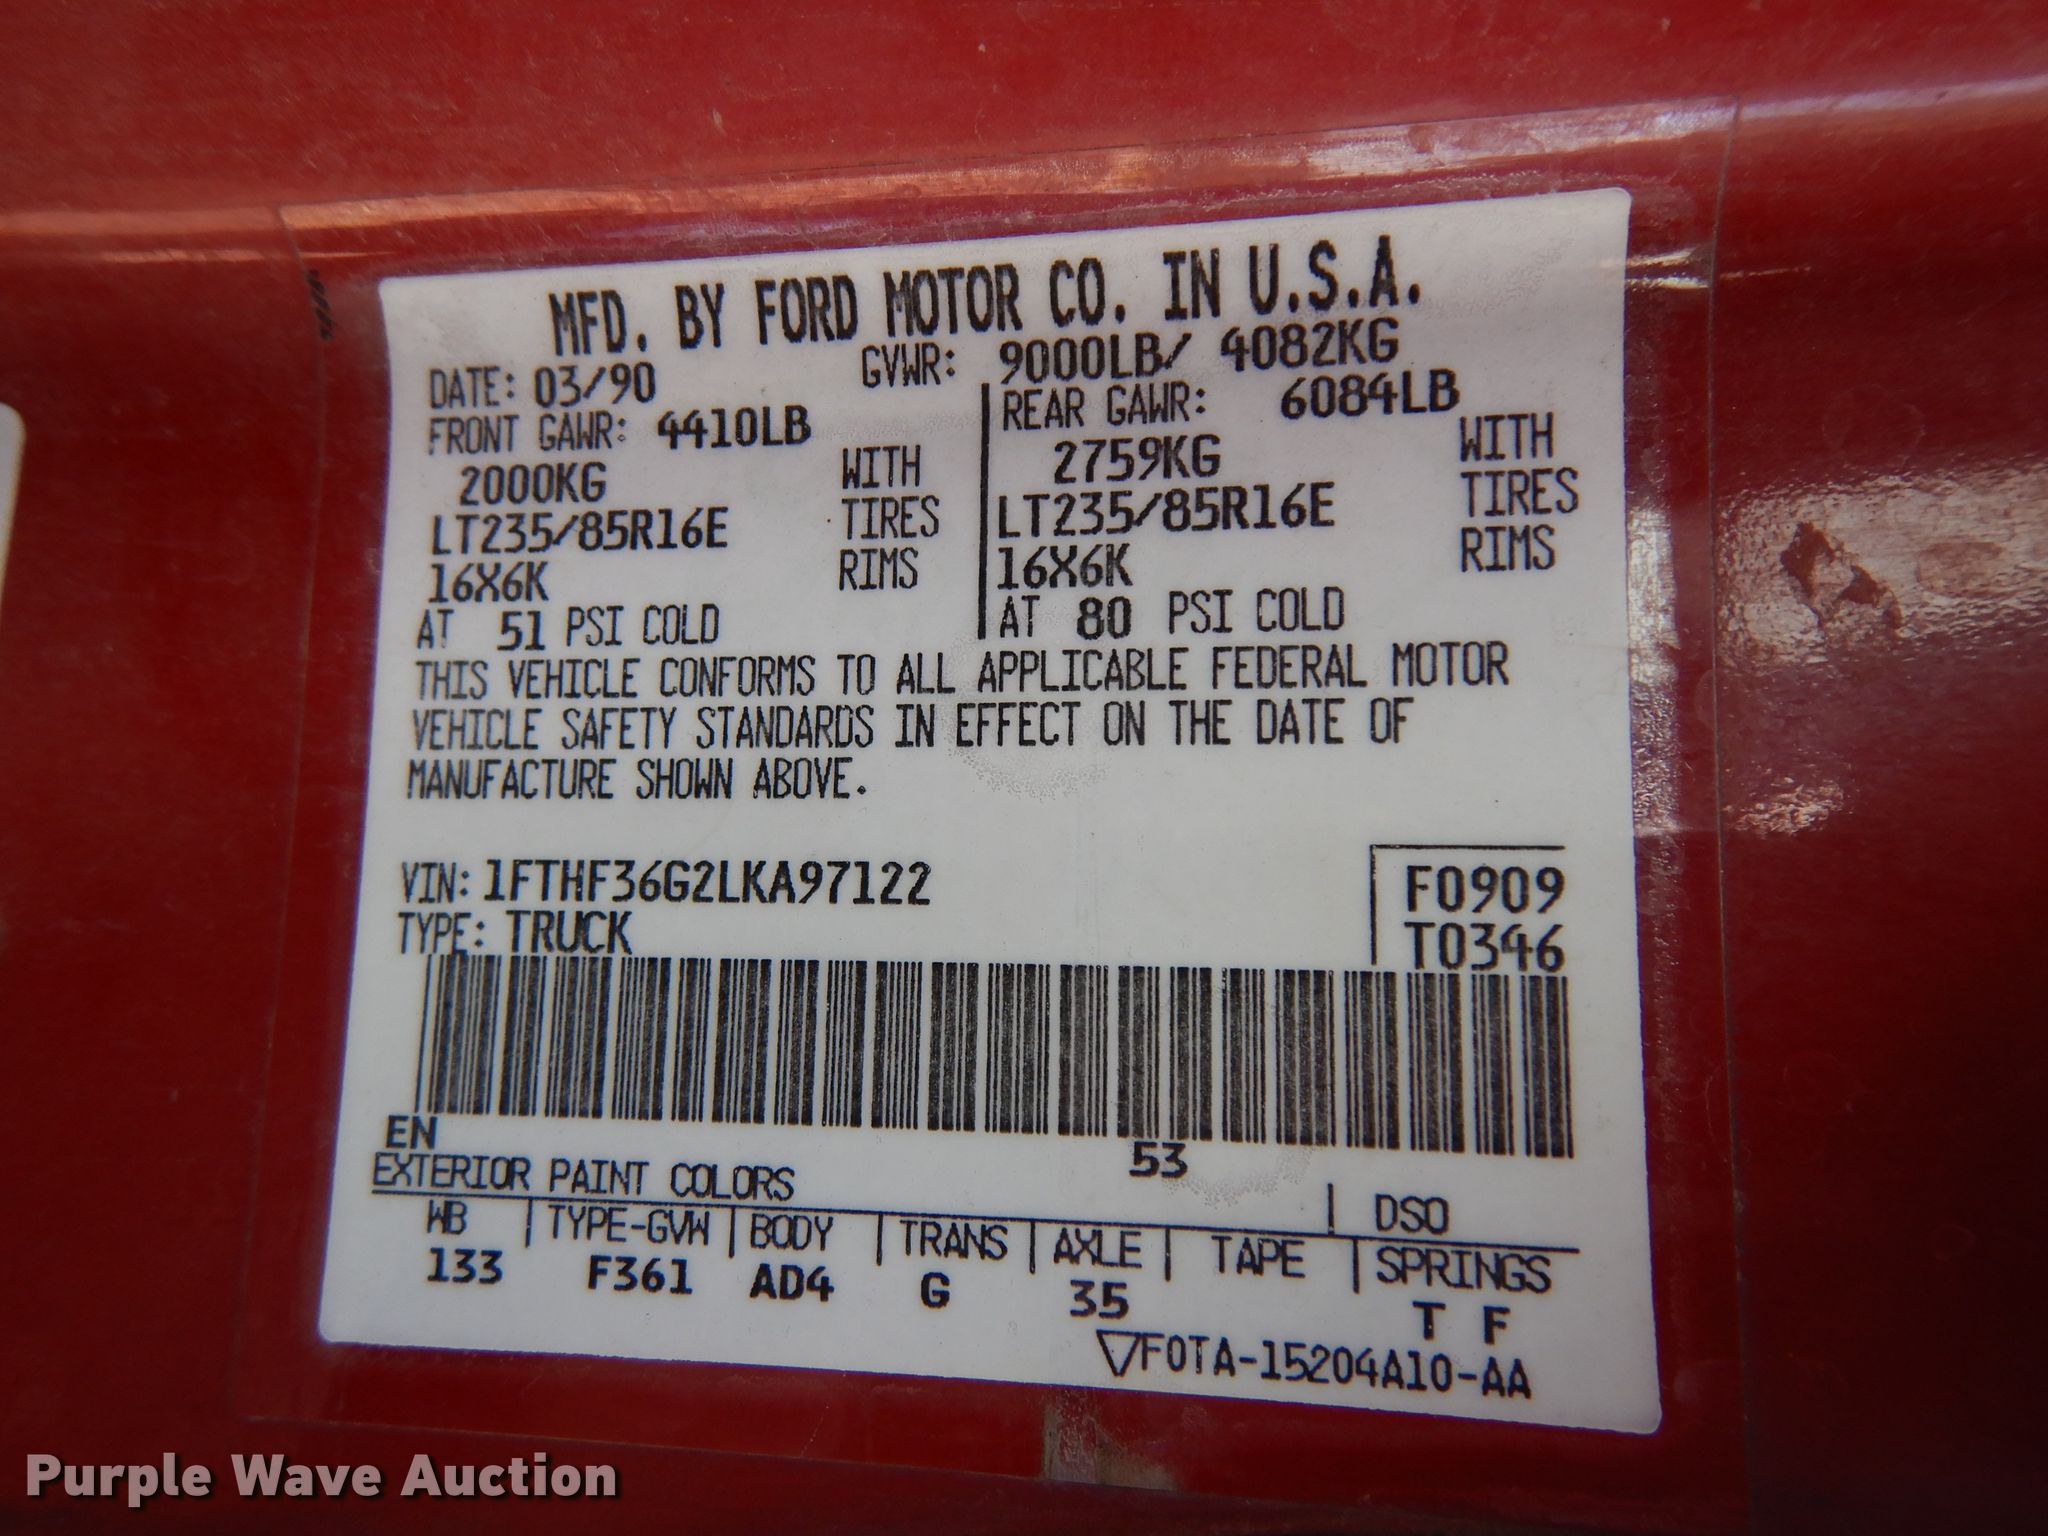 MFD. BY FORD MOTOR CO. IN U.S.A.
DATE: 03/90 GVWR: 9000LB/ 4082KG
FRONT GAWR: 4410LB REAR GAWR: 6084LB
2000KG WITH 2759KG WITH
LT235/85R16E TIRES LT235/85R16E TIRES
16X6K RIMS 16X6K RIMS
AT 51 PSI COLD AT 80 PSI COLD
THIS VEHICLE CONFORMS TO ALL APPLICABLE FEDERAL MOTOR
VEHICLE SAFETY STANDARDS IN EFFECT ON THE DATE OF
MANUFACTURE SHOWN ABOVE.
VIN: 1FTHF36G2LKA97122 F0909
TYPE: TRUCK T0346
EN 53
EXTERIOR PAINT COLORS DSO
WB TYPE-GVW BODY TRANS AXLE TAPE SPRINGS
133 F361 AD4 G 35 T F
▽F0TA-15204A10-AA
Purple Wave Auction